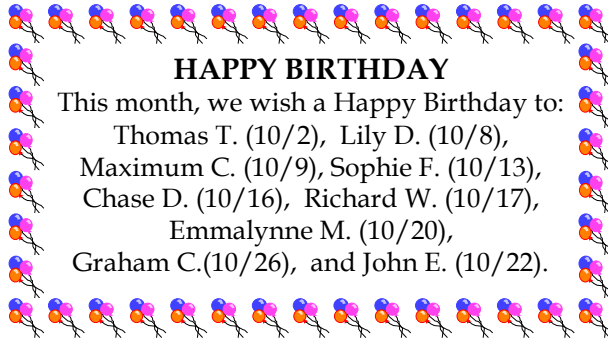 HAPPY BIRTHDAY
This month, we wish a Happy Birthday to:
Thomas T. (10/2),  Lily D. (10/8),
Maximum C. (10/9), Sophie F. (10/13),
Chase D. (10/16),  Richard W. (10/17),
Emmalynne M. (10/20),
Graham C.(10/26),  and John E. (10/22).